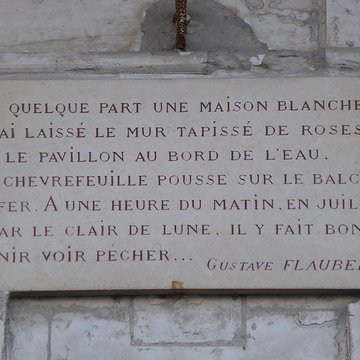 QUELQUE PART UNE MAISON BLANCHE
AI LAISSÉ LE MUR TAPISSÉ DE ROSES
LE PAVILLON AU BORD DE L'EAU.
CHEVREFEUILLE POUSSE SUR LE BALC
FER. A UNE HEURE DU MATIN, EN JUIL
AR LE CLAIR DE LUNE, IL Y FAIT BON
NIR VOIR PÊCHER...
GUSTAVE FLAUBE